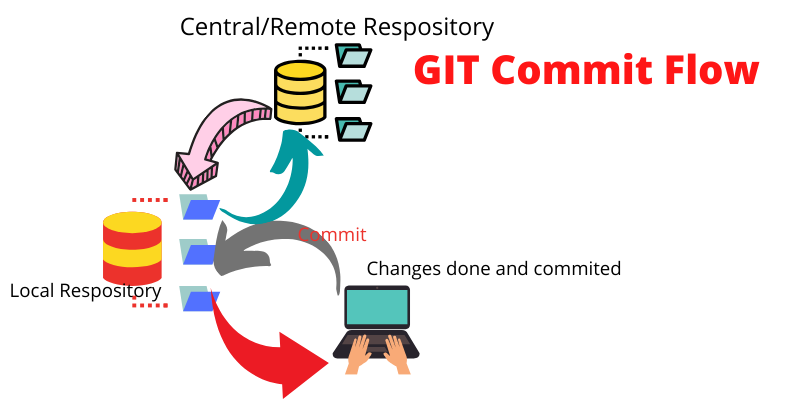 Central/Remote Respository
GIT Commit Flow
Commit
Changes done and commited
Local Respository